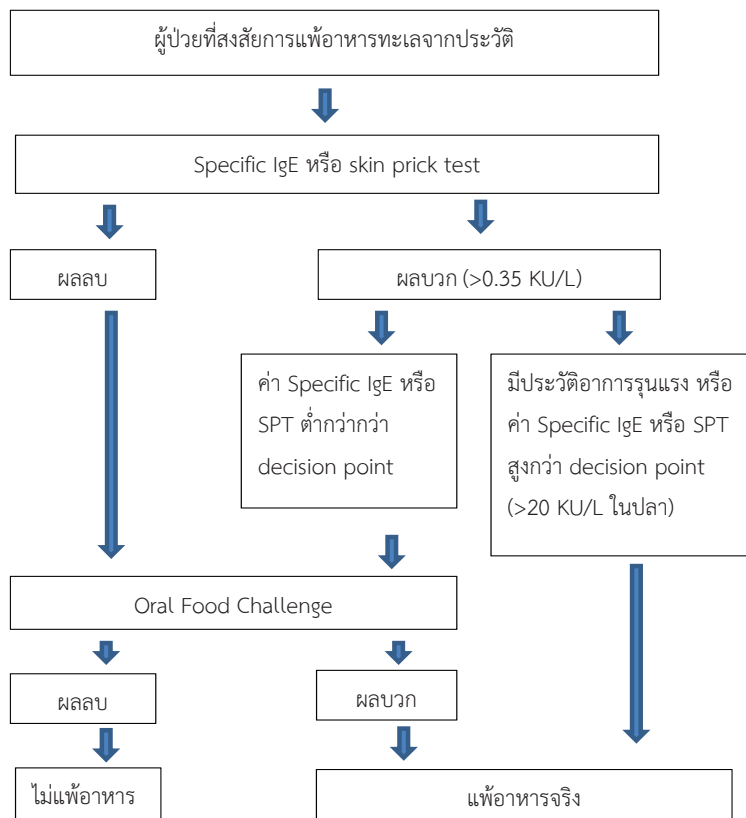 ผู้ป่วยที่สงสัยการแพ้อาหารทะเลจากประวัติ
Specific IgE หรือ skin prick test
ผลลบ
ผลบวก (>0.35 KU/L)
ค่า Specific IgE หรือ
SPT ต่ำกว่ากว่า
decision point
มีประวัติอาการรุนแรง หรือ
ค่า Specific IgE หรือ SPT
สูงกว่า decision point
(>20 KU/L ในปลา)
Oral Food Challenge
ผลลบ
ผลบวก
ไม่แพ้อาหาร
แพ้อาหารจริง